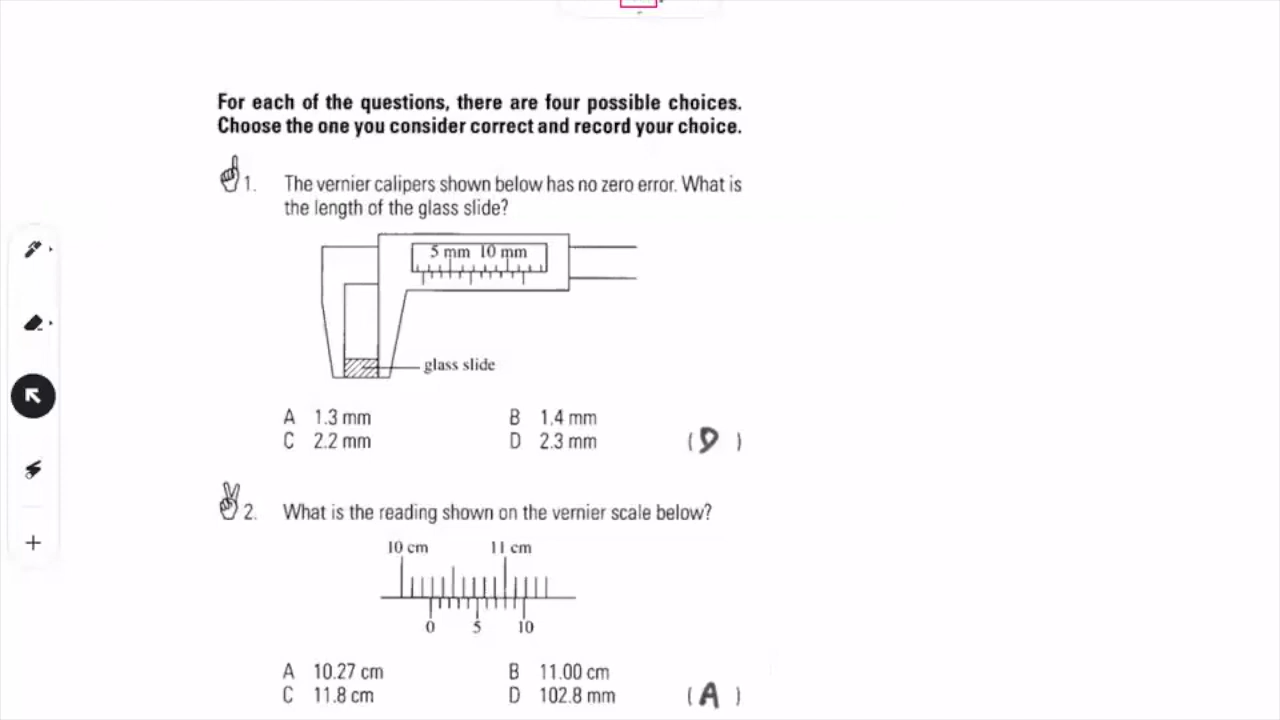 For each of the questions, there are four possible choices.
Choose the one you consider correct and record your choice.
1. The vernier calipers shown below has no zero error. What is
the length of the glass slide?
5 mm 10 mm
glass slide
A 1.3 mm B 1.4 mm
C 2.2 mm D 2.3 mm (D)
2. What is the reading shown on the vernier scale below?
10 cm 11 cm
0 5 10
A 10.27 cm B 11.00 cm
C 11.8 cm D 102.8 mm (A)